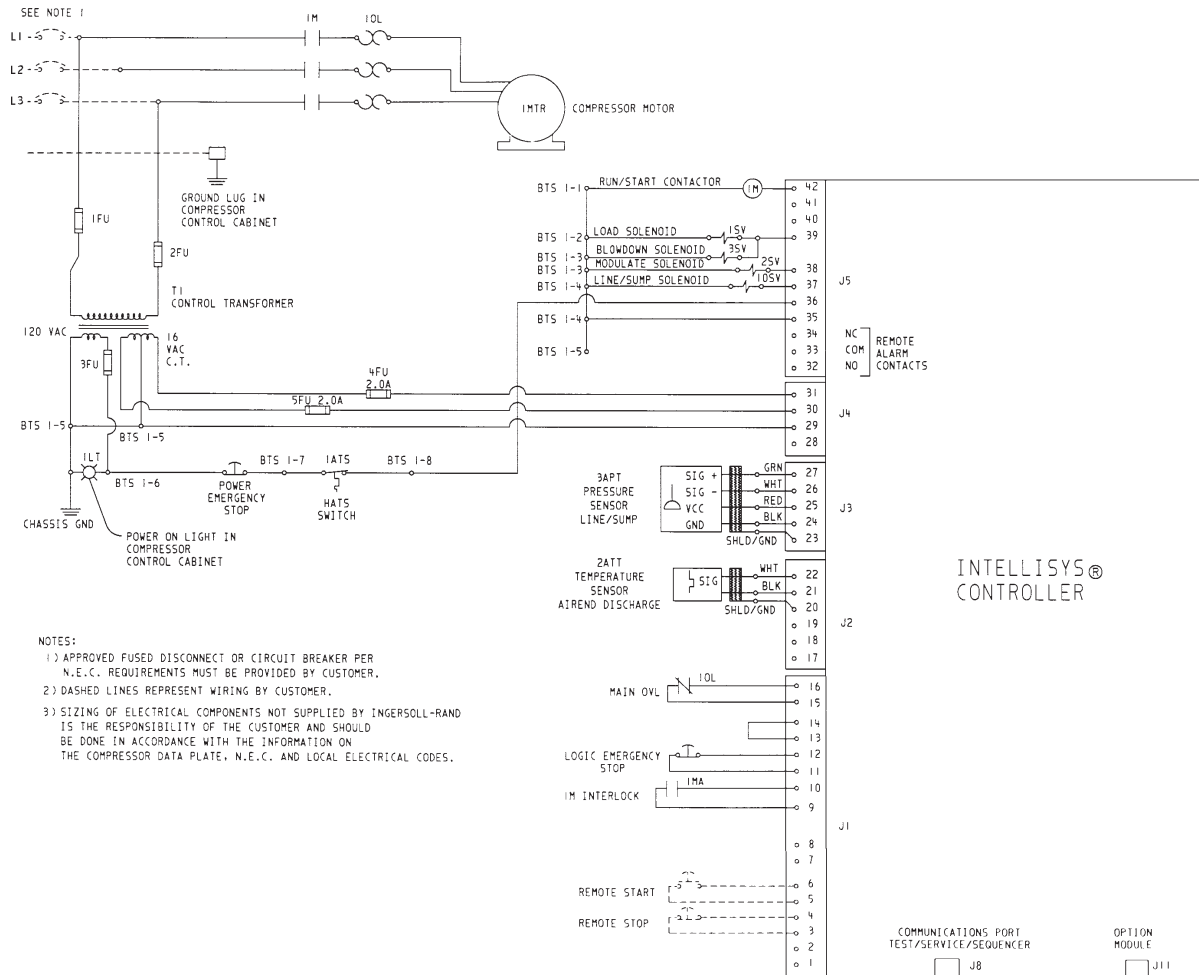 SEE NOTE 1
L1
L2
L3
1M
1OL
1MTR
COMPRESSOR MOTOR
GROUND LUG IN
COMPRESSOR
CONTROL CABINET
1FU
2FU
T1
CONTROL TRANSFORMER
120 VAC
16
VAC
C.T.
3FU
4FU
2.0A
5FU 2.0A
BTS 1-5
BTS 1-5
1LT
BTS 1-6
POWER
EMERGENCY
STOP
BTS 1-7
1ATS
HATS
SWITCH
BTS 1-8
CHASSIS GND
POWER ON LIGHT IN
COMPRESSOR
CONTROL CABINET
BTS 1-1
RUN/START CONTACTOR
1M
BTS 1-2
LOAD SOLENOID
1SV
BTS 1-3
BLOWDOWN SOLENOID
3SV
BTS 1-3
MODULATE SOLENOID
2SV
BTS 1-4
LINE/SUMP SOLENOID
10SV
BTS 1-4
BTS 1-5
42
41
40
39
38
37
36
35
34
33
32
J5
NC
COM
NO
REMOTE
ALARM
CONTACTS
31
30
29
28
J4
3APT
PRESSURE
SENSOR
LINE/SUMP
SIG +
SIG -
VCC
GND
GRN
WHT
RED
BLK
SHLD/GND
27
26
25
24
23
J3
2ATT
TEMPERATURE
SENSOR
AIREND DISCHARGE
SIG
WHT
BLK
SHLD/GND
22
21
20
19
18
17
J2
INTELLISYS®
CONTROLLER
NOTES:
1) APPROVED FUSED DISCONNECT OR CIRCUIT BREAKER PER
N.E.C. REQUIREMENTS MUST BE PROVIDED BY CUSTOMER.
2) DASHED LINES REPRESENT WIRING BY CUSTOMER.
3) SIZING OF ELECTRICAL COMPONENTS NOT SUPPLIED BY INGERSOLL-RAND
IS THE RESPONSIBILITY OF THE CUSTOMER AND SHOULD
BE DONE IN ACCORDANCE WITH THE INFORMATION ON
THE COMPRESSOR DATA PLATE, N.E.C. AND LOCAL ELECTRICAL CODES.
MAIN OVL
1OL
LOGIC EMERGENCY
STOP
1M INTERLOCK
1MA
REMOTE START
REMOTE STOP
16
15
14
13
12
11
10
9
8
7
6
5
4
3
2
1
J1
COMMUNICATIONS PORT
TEST/SERVICE/SEQUENCER
J8
OPTION
MODULE
J11